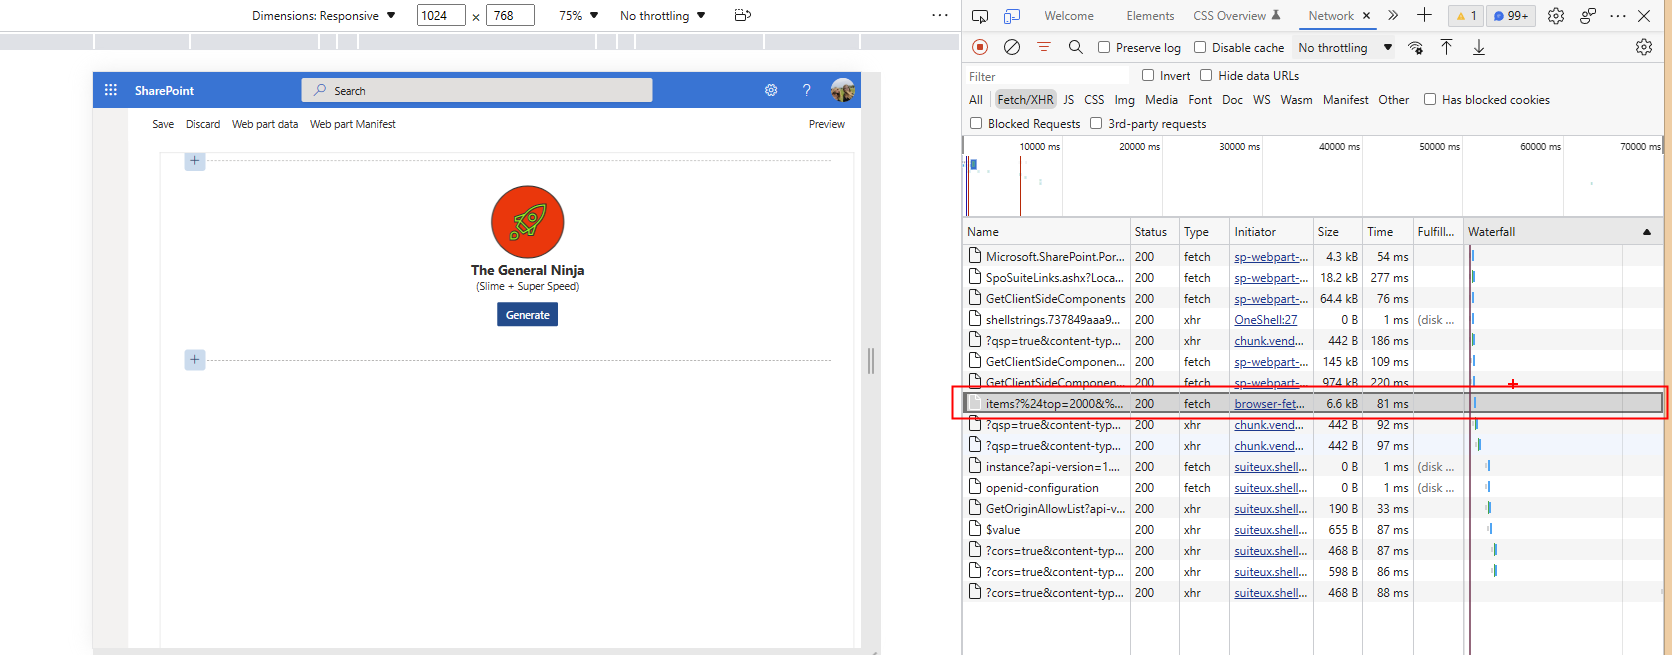 Dimensions: Responsive 1024 × 768 75% No throttling
SharePoint Search ?
Save Discard Web part data Web part Manifest Preview
+
The General Ninja
(Slime + Super Speed)
Generate
+
Welcome Elements CSS Overview Network 1 99+
Preserve log Disable cache No throttling
Filter Invert Hide data URLs
All Fetch/XHR JS CSS Img Media Font Doc WS Wasm Manifest Other Has blocked cookies
Blocked Requests 3rd-party requests
10000 ms 20000 ms 30000 ms 40000 ms 50000 ms 60000 ms 70000 ms
Name Status Type Initiator Size Time Fulfill... Waterfall
Microsoft.SharePoint.Por... 200 fetch sp-webpart-... 4.3 kB 54 ms
SpoSuiteLinks.ashx?Loca... 200 fetch sp-webpart-... 18.2 kB 277 ms
GetClientSideComponents 200 fetch sp-webpart-... 64.4 kB 76 ms
shellstrings.737849aaa9... 200 xhr OneShell:27 0 B 1 ms (disk ...
?qsp=true&content-typ... 200 xhr chunk.vend... 442 B 186 ms
GetClientSideComponen... 200 fetch sp-webpart-... 145 kB 109 ms
GetClientSideComponen... 200 fetch sp-webpart-... 974 kB 220 ms
items?%24top=2000&%... 200 fetch browser-fet... 6.6 kB 81 ms
?qsp=true&content-typ... 200 xhr chunk.vend... 442 B 92 ms
?qsp=true&content-typ... 200 xhr chunk.vend... 442 B 97 ms
instance?api-version=1.... 200 fetch suiteux.shell... 0 B 1 ms (disk ...
openid-configuration 200 fetch suiteux.shell... 0 B 1 ms (disk ...
GetOriginAllowList?api-v... 200 xhr suiteux.shell... 190 B 33 ms
$value 200 xhr suiteux.shell... 655 B 87 ms
?cors=true&content-typ... 200 xhr suiteux.shell... 468 B 87 ms
?cors=true&content-typ... 200 xhr suiteux.shell... 598 B 86 ms
?cors=true&content-typ... 200 xhr suiteux.shell... 468 B 88 ms